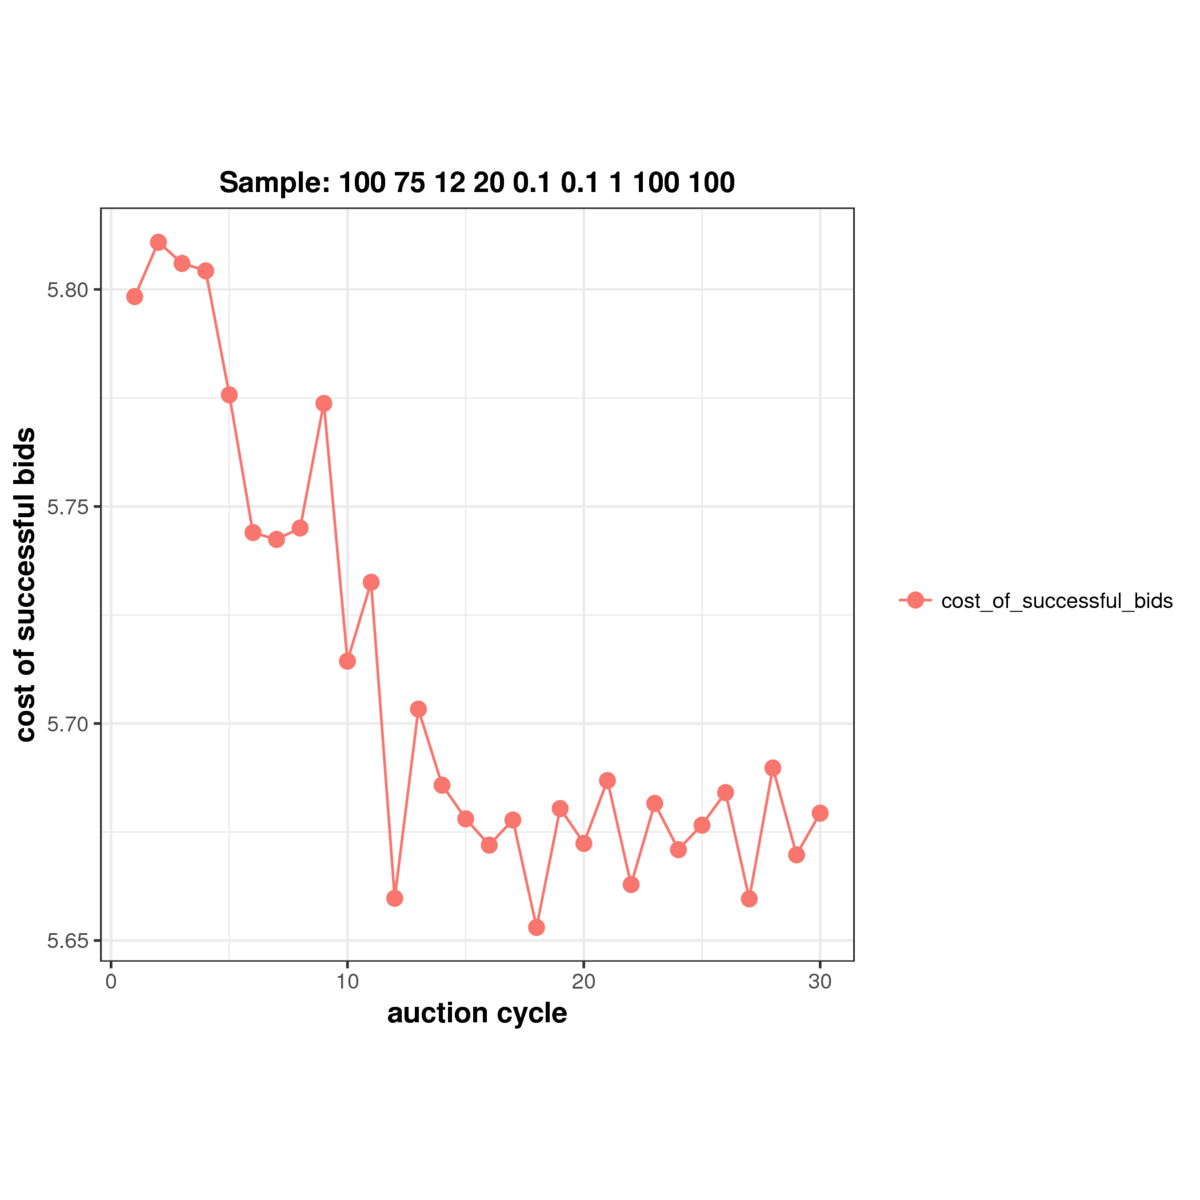 Sample: 100 75 12 20 0.1 0.1 1 100 100
cost of successful bids
5.80
5.75
5.70
5.65
0 10 20 30
auction cycle
cost_of_successful_bids